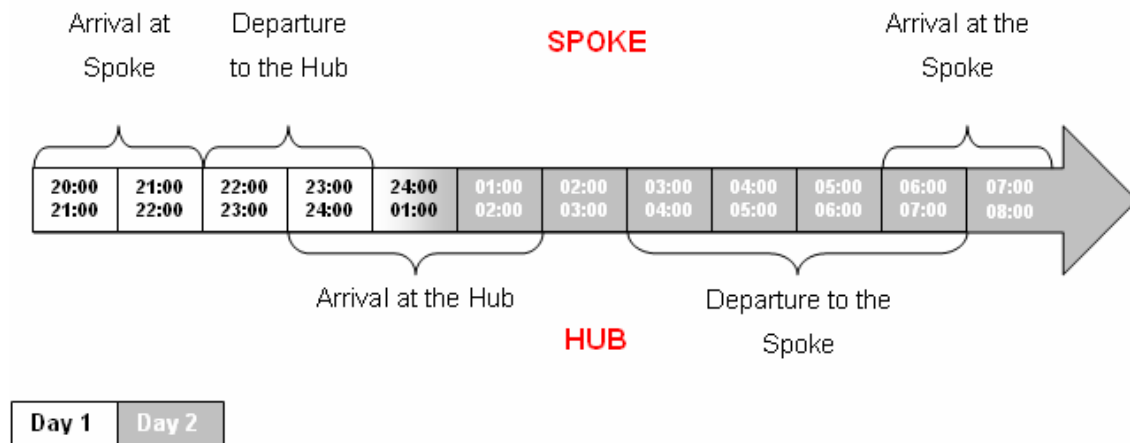 Arrival at
Spoke
Departure
to the Hub
SPOKE
Arrival at the
Spoke
20:00 21:00 22:00 23:00 24:00 01:00 02:00 03:00 04:00 05:00 06:00 07:00
21:00 22:00 23:00 24:00 01:00 02:00 03:00 04:00 05:00 06:00 07:00 08:00
Arrival at the Hub
HUB
Departure to the
Spoke
Day 1 Day 2